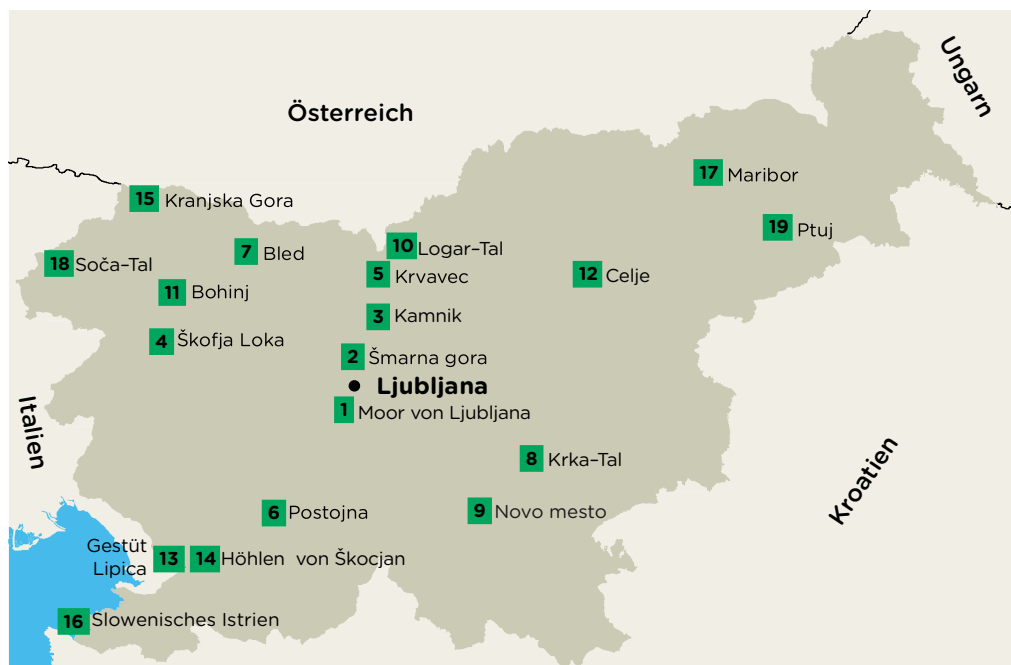 Ungarn
Österreich
17 Maribor
15 Kranjska Gora
19 Ptuj
10 Logar–Tal
7 Bled
18 Soča–Tal
5 Krvavec
12 Celje
11 Bohinj
3 Kamnik
4 Škofja Loka
2 Šmarna gora
Ljubljana
1 Moor von Ljubljana
Italien
8 Krka–Tal
Kroatien
6 Postojna
9 Novo mesto
Gestüt
Lipica 13
14 Höhlen von Škocjan
16 Slowenisches Istrien